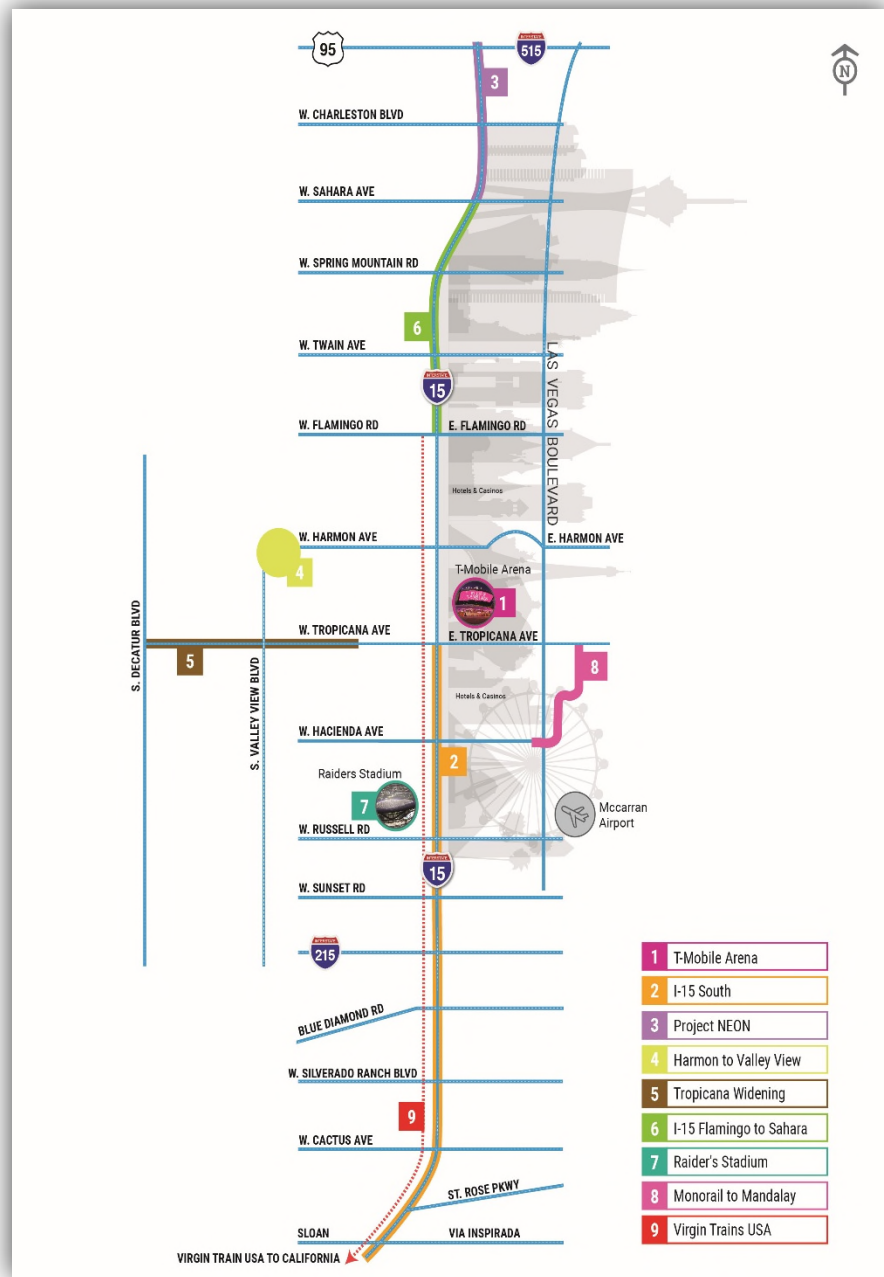 95
INTERSTATE
515
N
3
W. CHARLESTON BLVD
W. SAHARA AVE
W. SPRING MOUNTAIN RD
6
W. TWAIN AVE
LAS VEGAS BOULEVARD
INTERSTATE
15
W. FLAMINGO RD
E. FLAMINGO RD
Hotels & Casinos
W. HARMON AVE
E. HARMON AVE
4
T-Mobile Arena
1
W. TROPICANA AVE
E. TROPICANA AVE
5
8
S. DECATUR BLVD
S. VALLEY VIEW BLVD
Hotels & Casinos
W. HACIENDA AVE
2
Raiders Stadium
7
Mccarran
Airport
W. RUSSELL RD
INTERSTATE
15
W. SUNSET RD
INTERSTATE
215
BLUE DIAMOND RD
W. SILVERADO RANCH BLVD
9
W. CACTUS AVE
ST. ROSE PKWY
SLOAN
VIA INSPIRADA
VIRGIN TRAIN USA TO CALIFORNIA
1 T-Mobile Arena
2 I-15 South
3 Project NEON
4 Harmon to Valley View
5 Tropicana Widening
6 I-15 Flamingo to Sahara
7 Raider's Stadium
8 Monorail to Mandalay
9 Virgin Trains USA